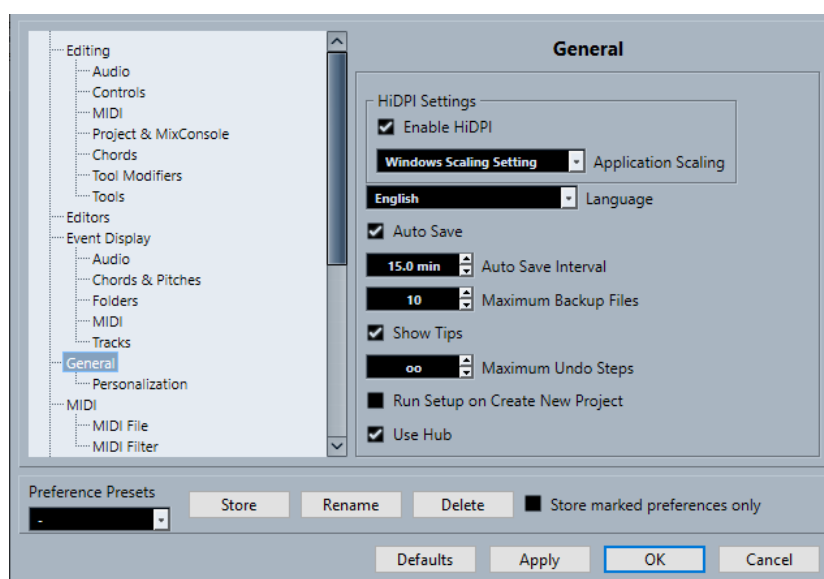 Editing
Audio
Controls
MIDI
Project & MixConsole
Chords
Tool Modifiers
Tools
Editors
Event Display
Audio
Chords & Pitches
Folders
MIDI
Tracks
General
Personalization
MIDI
MIDI File
MIDI Filter
General
HiDPI Settings
Enable HiDPI
Windows Scaling Setting Application Scaling
English Language
Auto Save
15.0 min Auto Save Interval
10 Maximum Backup Files
Show Tips
oo Maximum Undo Steps
Run Setup on Create New Project
Use Hub
Preference Presets
- Store Rename Delete Store marked preferences only
Defaults Apply OK Cancel